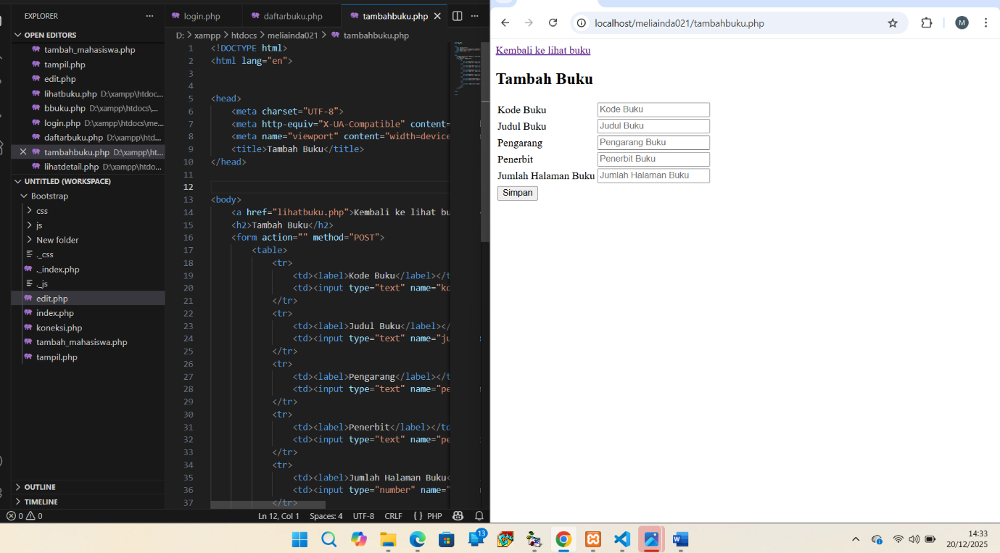 EXPLORER
OPEN EDITORS
tambah_mahasiswa.php
tampil.php
edit.php
lihatbuku.php D:\xampp\htdoc...
bbuku.php D:\xampp\htdocs\...
login.php D:\xampp\htdocs\me...
daftarbuku.php D:\xampp\htd...
tambahbuku.php D:\xampp\ht...
lihatdetail.php D:\xampp\htdo...
UNTITLED (WORKSPACE)
Bootstrap
css
js
New folder
._css
._index.php
._js
edit.php
index.php
koneksi.php
tambah_mahasiswa.php
tampil.php
OUTLINE
TIMELINE
login.php daftarbuku.php tambahbuku.php
D: > xampp > htdocs > meliainda021 > tambahbuku.php
1 <!DOCTYPE html>
2 <html lang="en">
3
4
5 <head>
6 <meta charset="UTF-8">
7 <meta http-equiv="X-UA-Compatible" content=
8 <meta name="viewport" content="width=device
9 <title>Tambah Buku</title>
10 </head>
11
12
13 <body>
14 <a href="lihatbuku.php">Kembali ke lihat bu
15 <h2>Tambah Buku</h2>
16 <form action="" method="POST">
17 <table>
18 <tr>
19 <td><label>Kode Buku</label></t
20 <td><input type="text" name="ko
21 </tr>
22 <tr>
23 <td><label>Judul Buku</label></
24 <td><input type="text" name="ju
25 </tr>
26 <tr>
27 <td><label>Pengarang</label></t
28 <td><input type="text" name="pe
29 </tr>
30 <tr>
31 <td><label>Penerbit</label></td
32 <td><input type="text" name="pe
33 </tr>
34 <tr>
35 <td><label>Jumlah Halaman Buku<
36 <td><input type="number" name="
37 </tr>
0 0 Ln 12, Col 1 Spaces: 4 UTF-8 CRLF { } PHP
localhost/meliainda021/tambahbuku.php
M
Kembali ke lihat buku
Tambah Buku
Kode Buku Kode Buku
Judul Buku Judul Buku
Pengarang Pengarang Buku
Penerbit Penerbit Buku
Jumlah Halaman Buku Jumlah Halaman Buku
Simpan
13
14:33
20/12/2025